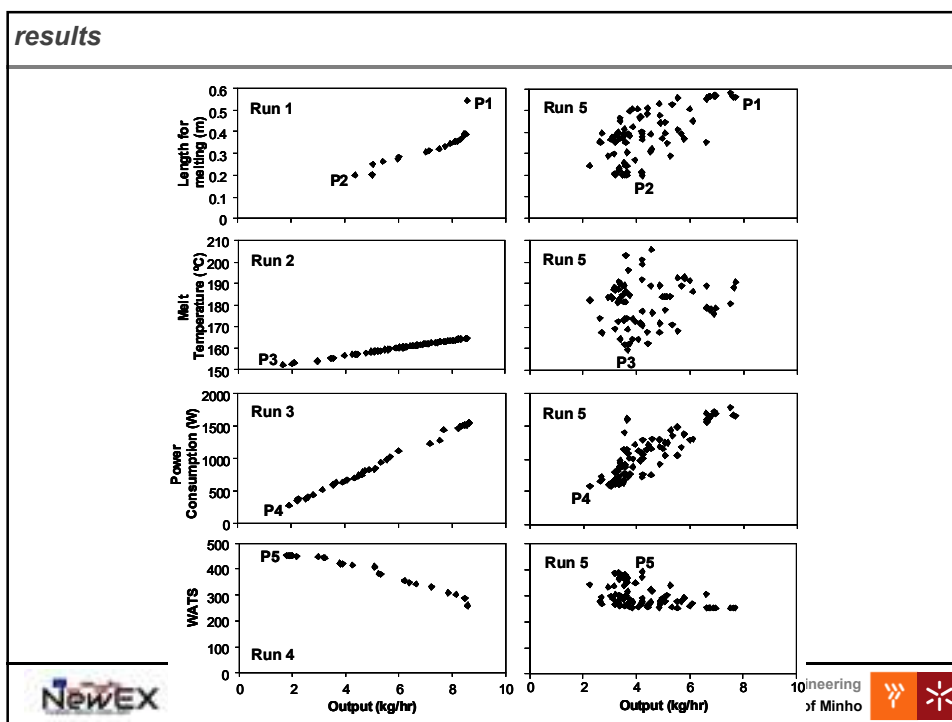 results
Length for
melting (m)
0.6
0.5
0.4
0.3
0.2
0.1
0
Run 1
P1
P2
Run 5
P1
P2
Melt
Temperature (ºC)
210
200
190
180
170
160
150
Run 2
P3
Run 5
P3
Power
Consumption (W)
2000
1500
1000
500
0
Run 3
P4
Run 5
P4
WATS
500
400
300
200
100
0
P5
Run 4
Run 5
P5
0 2 4 6 8 10
Output (kg/hr)
0 2 4 6 8 10
Output (kg/hr)
NEWEX
ineering
of Minho